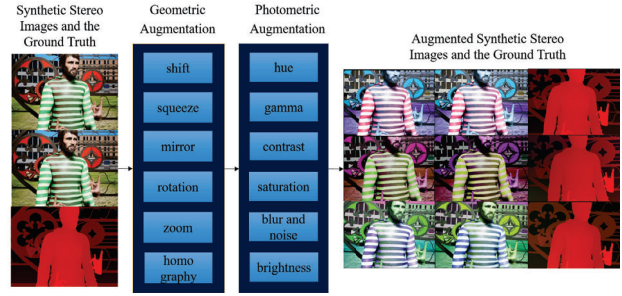 Synthetic Stereo
Images and the
Ground Truth
Geometric
Augmentation
shift
squeeze
mirror
rotation
zoom
homo
graphy
Photometric
Augmentation
hue
gamma
contrast
saturation
blur and
noise
brightness
Augmented Synthetic Stereo
Images and the Ground Truth